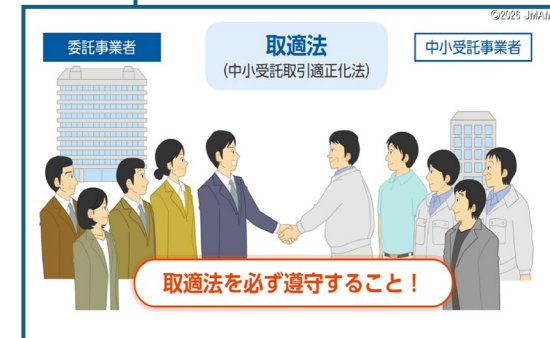 ©2026 JMAM
委託事業者
取適法
(中小受託取引適正化法)
中小受託事業者
取適法を必ず遵守すること！